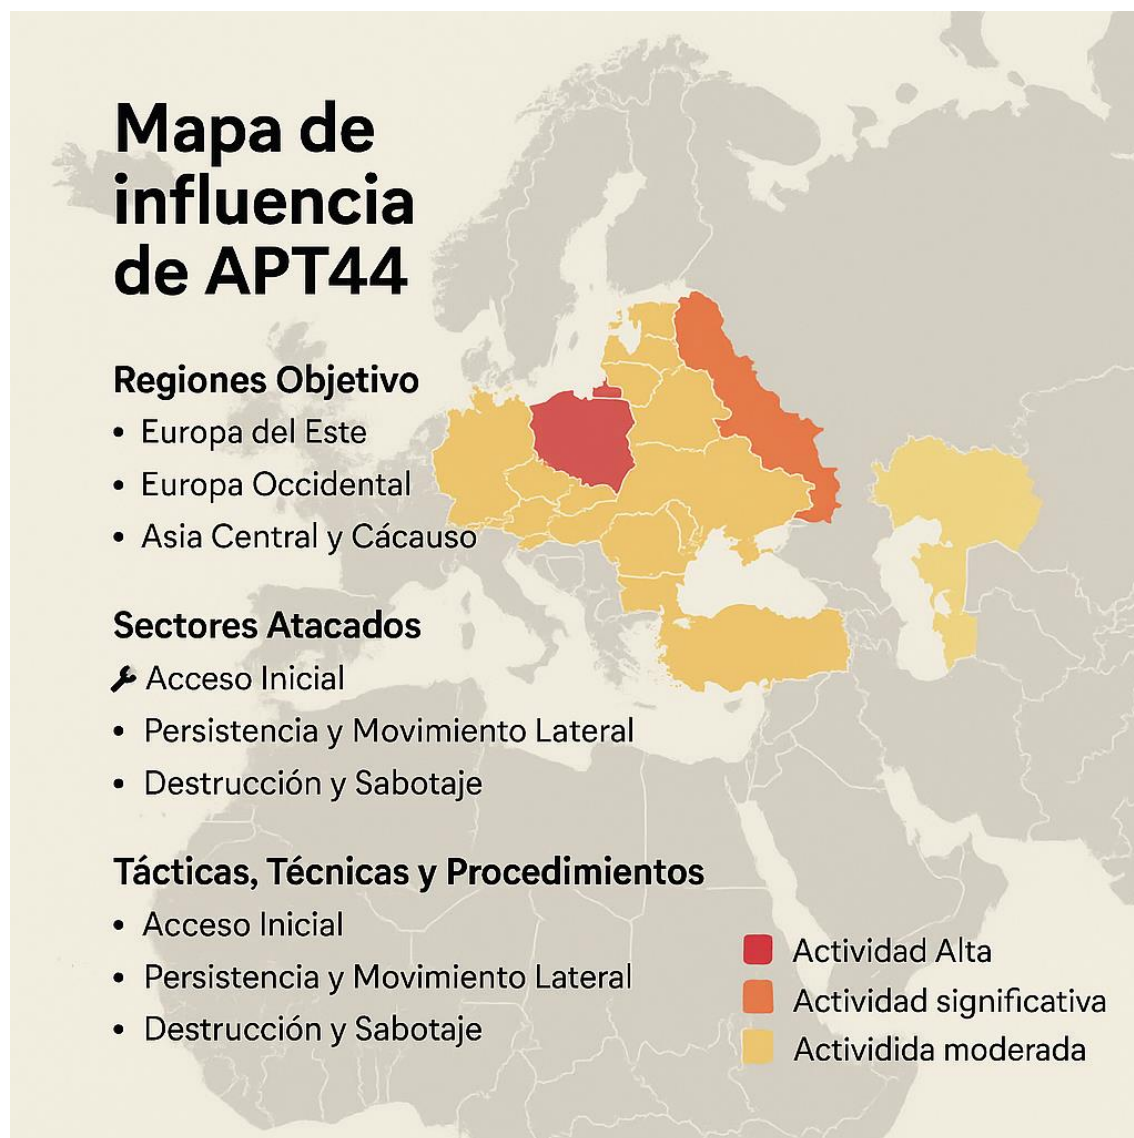 Mapa de
influencia
de APT44
Regiones Objetivo
• Europa del Este
• Europa Occidental
• Asia Central y Cácauso
Sectores Atacados
Acceso Inicial
• Persistencia y Movimiento Lateral
• Destrucción y Sabotaje
Tácticas, Técnicas y Procedimientos
• Acceso Inicial
• Persistencia y Movimiento Lateral
• Destrucción y Sabotaje
Actividad Alta
Actividad significativa
Activídida moderada